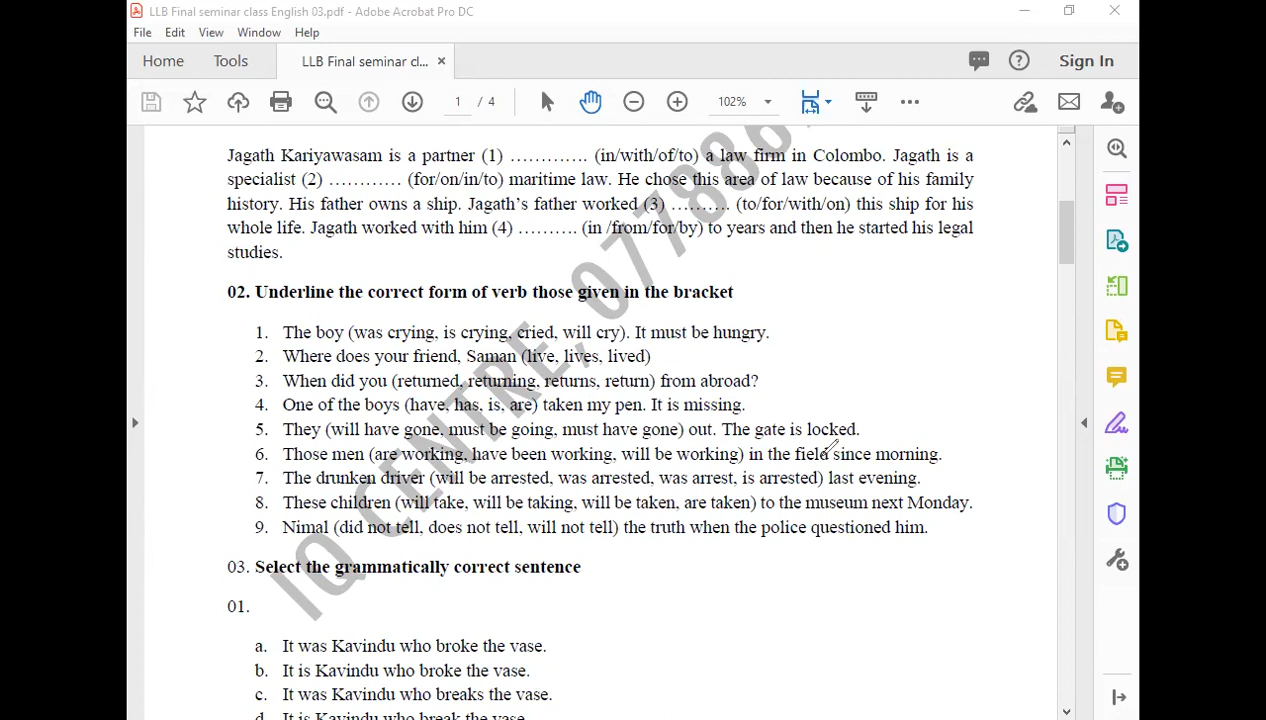 LLB Final seminar class English 03.pdf - Adobe Acrobat Pro DC
File Edit View Window Help
Home Tools LLB Final seminar cl... × Sign In
1 / 4 102%
Jagath Kariyawasam is a partner (1) …………. (in/with/of/to) a law firm in Colombo. Jagath is a
specialist (2) ………… (for/on/in/to) maritime law. He chose this area of law because of his family
history. His father owns a ship. Jagath’s father worked (3) ……… (to/for/with/on) this ship for his
whole life. Jagath worked with him (4) ………. (in /from/for/by) to years and then he started his legal
studies.
02. Underline the correct form of verb those given in the bracket
1. The boy (was crying, is crying, cried, will cry). It must be hungry.
2. Where does your friend, Saman (live, lives, lived)
3. When did you (returned, returning, returns, return) from abroad?
4. One of the boys (have, has, is, are) taken my pen. It is missing.
5. They (will have gone, must be going, must have gone) out. The gate is locked.
6. Those men (are working, have been working, will be working) in the field since morning.
7. The drunken driver (will be arrested, was arrested, was arrest, is arrested) last evening.
8. These children (will take, will be taking, will be taken, are taken) to the museum next Monday.
9. Nimal (did not tell, does not tell, will not tell) the truth when the police questioned him.
03. Select the grammatically correct sentence
01.
a. It was Kavindu who broke the vase.
b. It is Kavindu who broke the vase.
c. It was Kavindu who breaks the vase.
d. It is Kavindu who break the vase.
IQ CENTRE, 077886